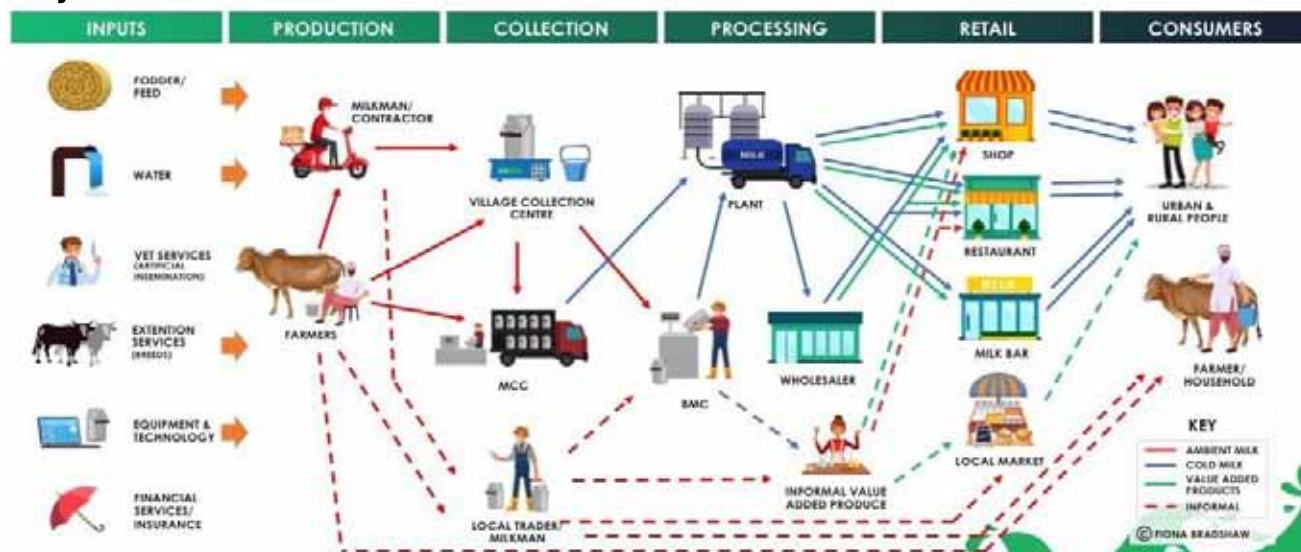 INPUTS
PRODUCTION
COLLECTION
PROCESSING
RETAIL
CONSUMERS
FODDER/
FEED
WATER
VET SERVICES
(ARTIFICIAL
INSEMINATION)
EXTENTION
SERVICES
(BREEDS)
EQUIPMENT &
TECHNOLOGY
FINANCIAL
SERVICES/
INSURANCE
MILKMAN/
CONTRACTOR
FARMERS
VILLAGE COLLECTION
CENTRE
MCC
LOCAL TRADER/
MILKMAN
MILK
PLANT
BMC
WHOLESALER
INFORMAL VALUE
ADDED PRODUCE
SHOP
RESTAURANT
MILK BAR
LOCAL MARKET
URBAN &
RURAL PEOPLE
FARMER/
HOUSEHOLD
KEY
AMBIENT MILK
COLD MILK
VALUE ADDED
PRODUCTS
INFORMAL
© FIONA BRADSHAW